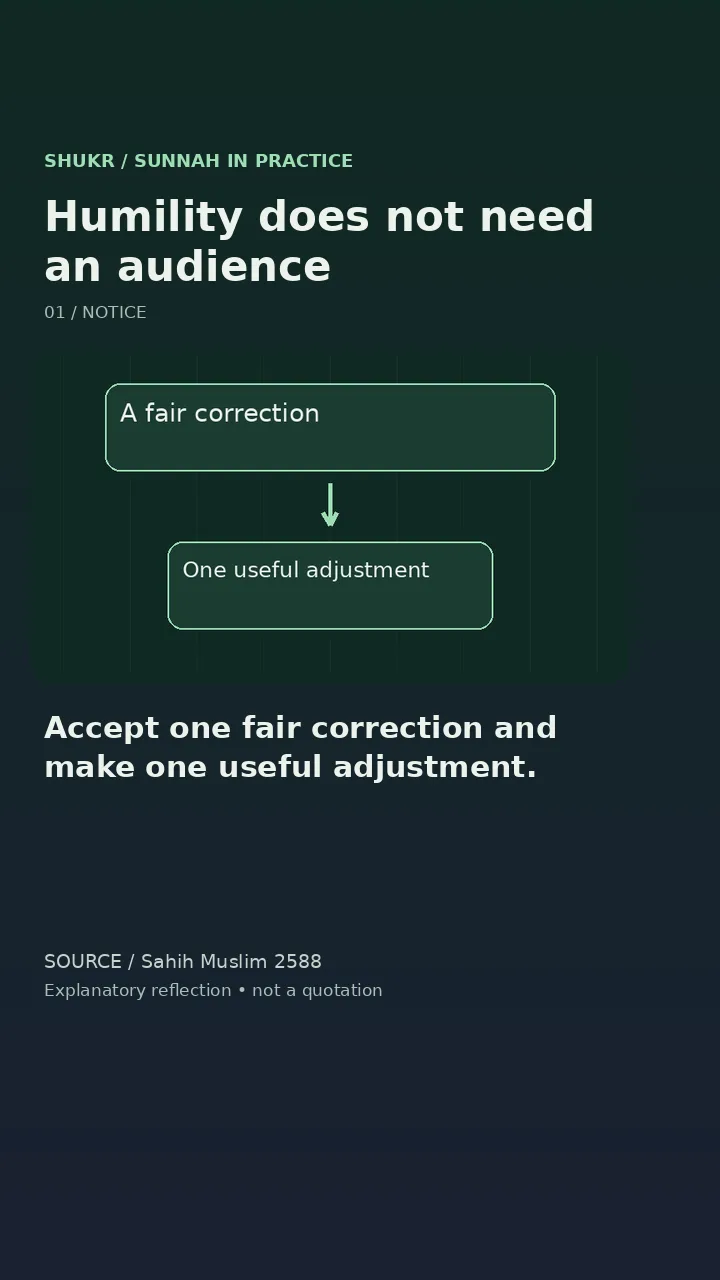 SHUKR / SUNNAH IN PRACTICE
Humility does not need
an audience
01 / NOTICE
A fair correction
One useful adjustment
Accept one fair correction and
make one useful adjustment.
SOURCE / Sahih Muslim 2588
Explanatory reflection • not a quotation